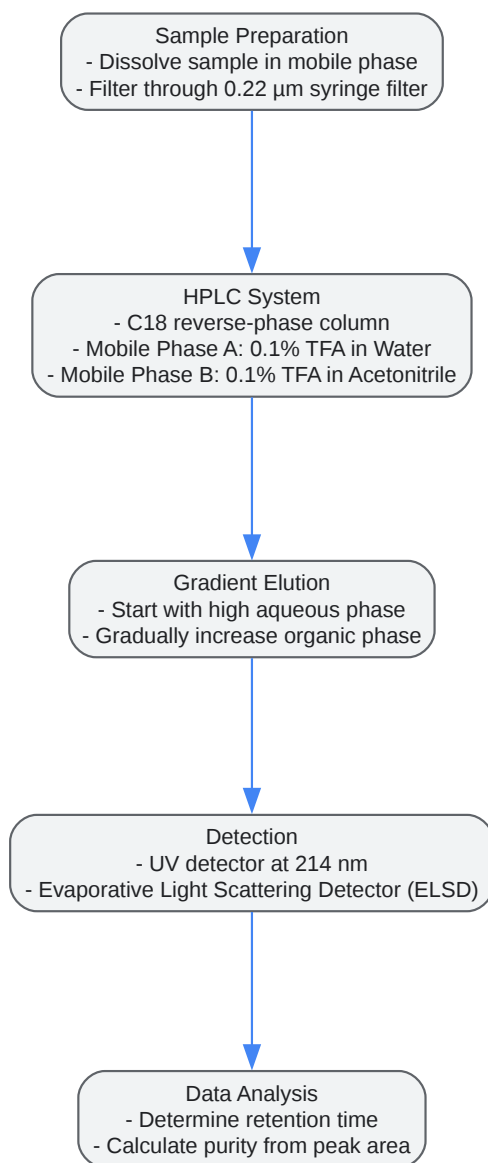 Sample Preparation
- Dissolve sample in mobile phase
- Filter through 0.22 µm syringe filter
HPLC System
- C18 reverse-phase column
- Mobile Phase A: 0.1% TFA in Water
- Mobile Phase B: 0.1% TFA in Acetonitrile
Gradient Elution
- Start with high aqueous phase
- Gradually increase organic phase
Detection
- UV detector at 214 nm
- Evaporative Light Scattering Detector (ELSD)
Data Analysis
- Determine retention time
- Calculate purity from peak area